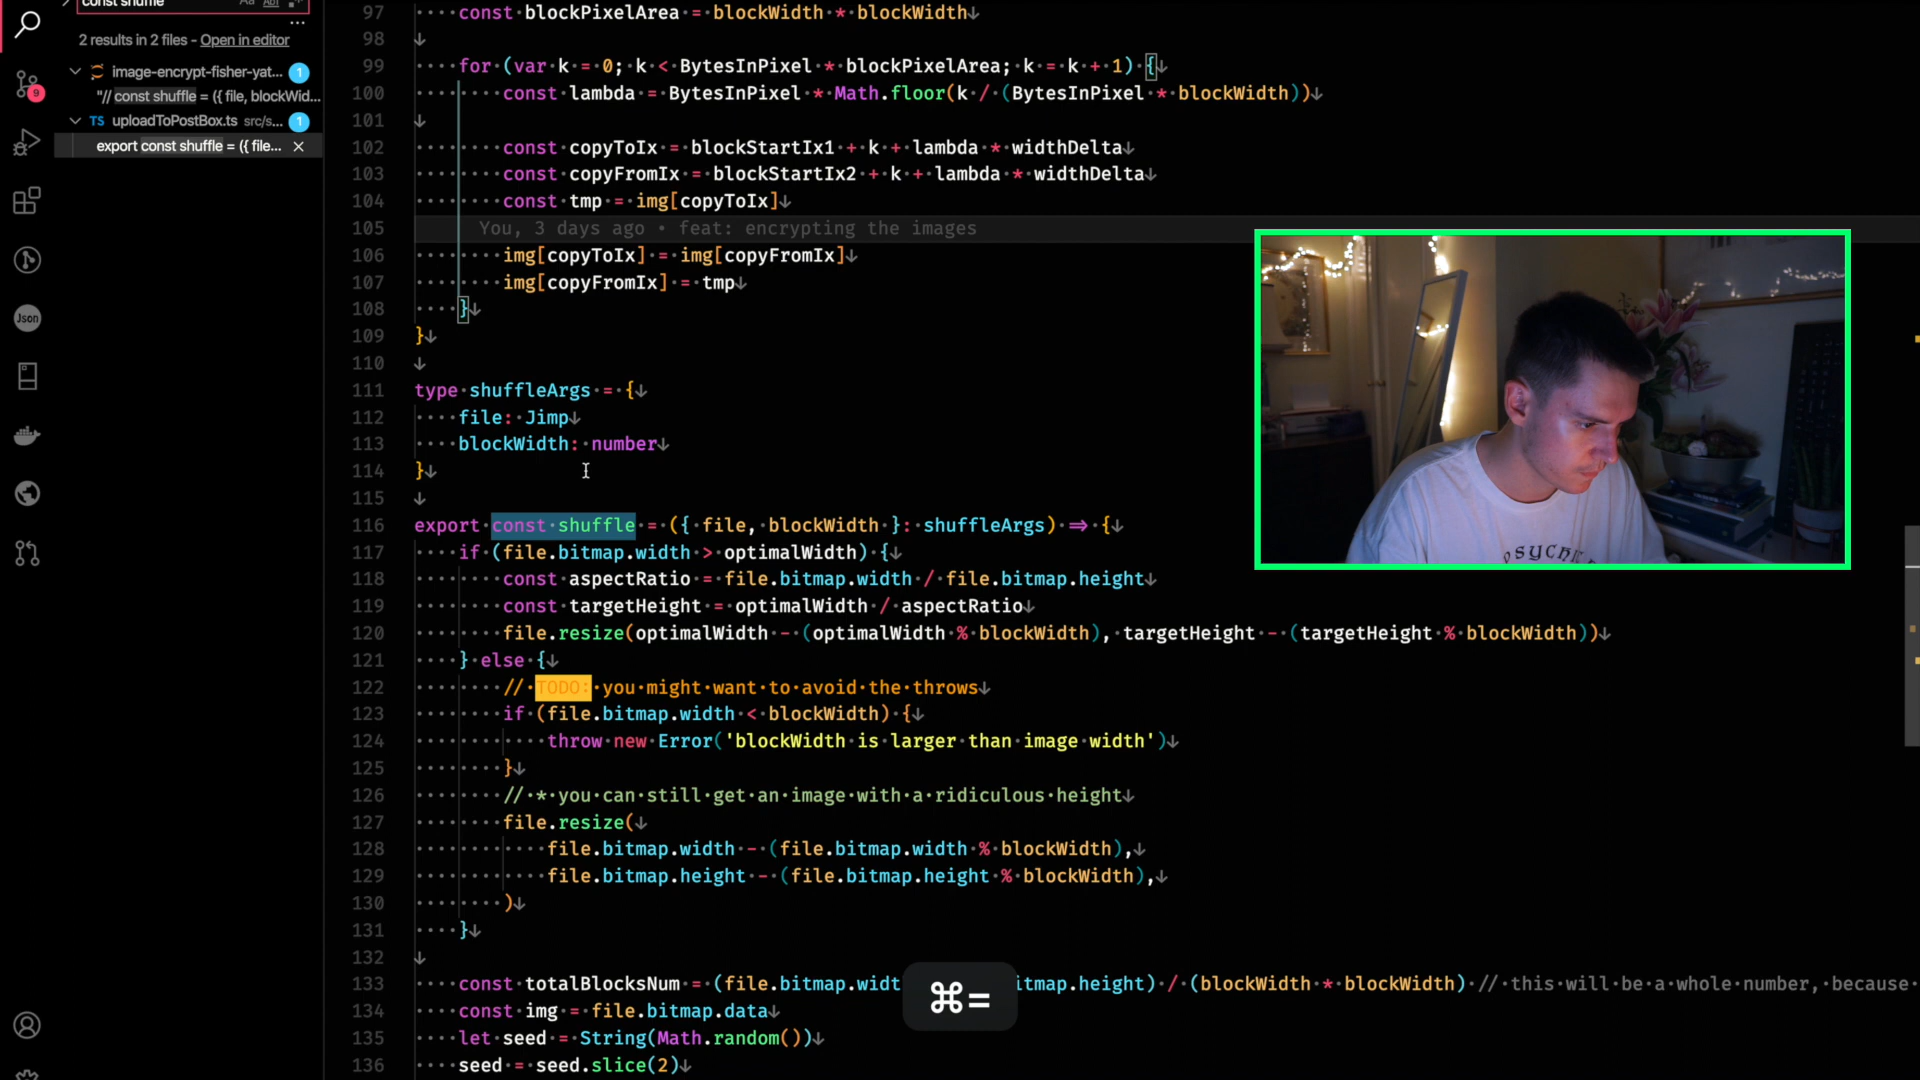 const shuffle
Aa Abl .*
2 results in 2 files - Open in editor
image-encrypt-fisher-yat... 1
"// const shuffle = ({ file, blockWid...
TS uploadToPostBox.ts src/s... 1
export const shuffle = ({ file...
9
Json
97 const blockPixelArea = blockWidth * blockWidth
98
99 for (var k = 0; k < BytesInPixel * blockPixelArea; k = k + 1) {
100 const lambda = BytesInPixel * Math.floor(k / (BytesInPixel * blockWidth))
101
102 const copyToIx = blockStartIx1 + k + lambda * widthDelta
103 const copyFromIx = blockStartIx2 + k + lambda * widthDelta
104 const tmp = img[copyToIx]
105 You, 3 days ago • feat: encrypting the images
106 img[copyToIx] = img[copyFromIx]
107 img[copyFromIx] = tmp
108 }
109 }
110
111 type shuffleArgs = {
112 file: Jimp
113 blockWidth: number
114 }
115
116 export const shuffle = ({ file, blockWidth }: shuffleArgs) ⇒ {
117 if (file.bitmap.width > optimalWidth) {
118 const aspectRatio = file.bitmap.width / file.bitmap.height
119 const targetHeight = optimalWidth / aspectRatio
120 file.resize(optimalWidth - (optimalWidth % blockWidth), targetHeight - (targetHeight % blockWidth))
121 } else {
122 // TODO: you might want to avoid the throws
123 if (file.bitmap.width < blockWidth) {
124 throw new Error('blockWidth is larger than image width')
125 }
126 // * you can still get an image with a ridiculous height
127 file.resize(
128 file.bitmap.width - (file.bitmap.width % blockWidth),
129 file.bitmap.height - (file.bitmap.height % blockWidth),
130 )
131 }
132
133 const totalBlocksNum = (file.bitmap.widt itmap.height) / (blockWidth * blockWidth) // this will be a whole number, because
134 const img = file.bitmap.data
135 let seed = String(Math.random())
136 seed = seed.slice(2)
⌘=